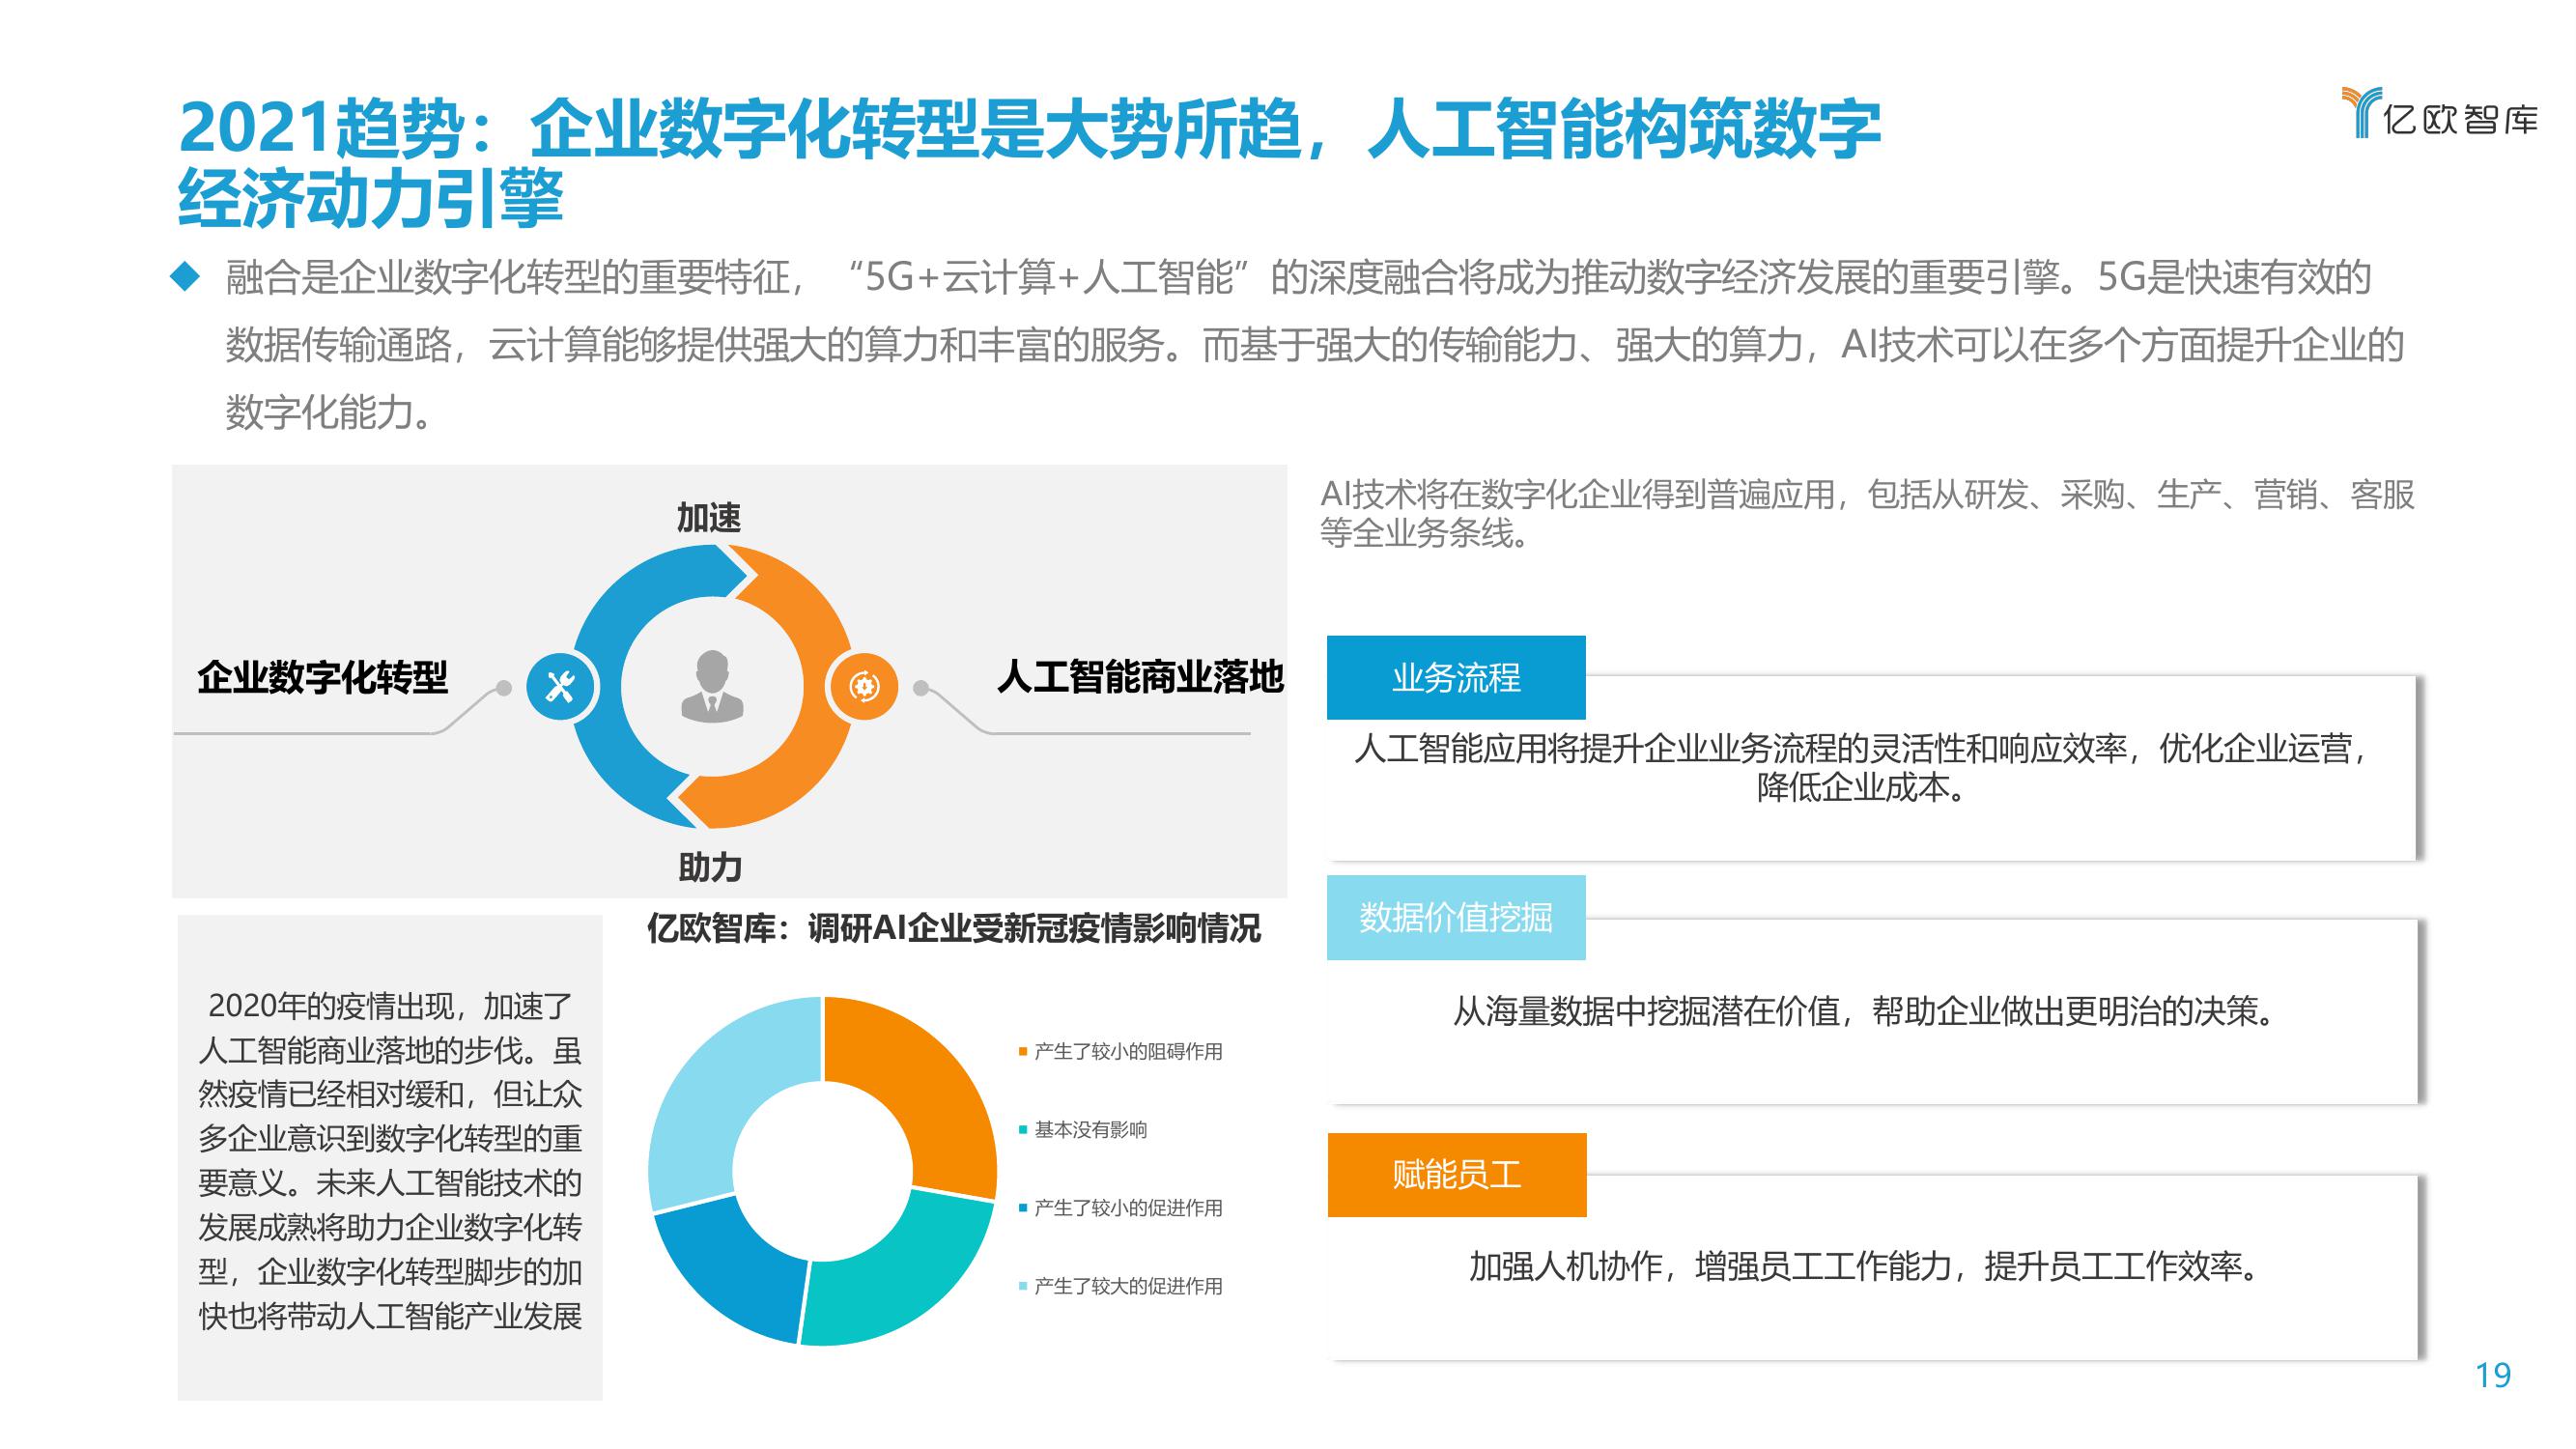 2021趋势：企业数字化转型是大势所趋，人工智能构筑数字
经济动力引擎
亿欧智库
◆ 融合是企业数字化转型的重要特征，“5G+云计算+人工智能”的深度融合将成为推动数字经济发展的重要引擎。5G是快速有效的
数据传输通路，云计算能够提供强大的算力和丰富的服务。而基于强大的传输能力、强大的算力，AI技术可以在多个方面提升企业的
数字化能力。
加速
企业数字化转型
人工智能商业落地
助力
2020年的疫情出现，加速了
人工智能商业落地的步伐。虽
然疫情已经相对缓和，但让众
多企业意识到数字化转型的重
要意义。未来人工智能技术的
发展成熟将助力企业数字化转
型，企业数字化转型脚步的加
快也将带动人工智能产业发展
亿欧智库：调研AI企业受新冠疫情影响情况
产生了较小的阻碍作用
基本没有影响
产生了较小的促进作用
产生了较大的促进作用
AI技术将在数字化企业得到普遍应用，包括从研发、采购、生产、营销、客服
等全业务条线。
业务流程
人工智能应用将提升企业业务流程的灵活性和响应效率，优化企业运营，
降低企业成本。
数据价值挖掘
从海量数据中挖掘潜在价值，帮助企业做出更明治的决策。
赋能员工
加强人机协作，增强员工工作能力，提升员工工作效率。
19